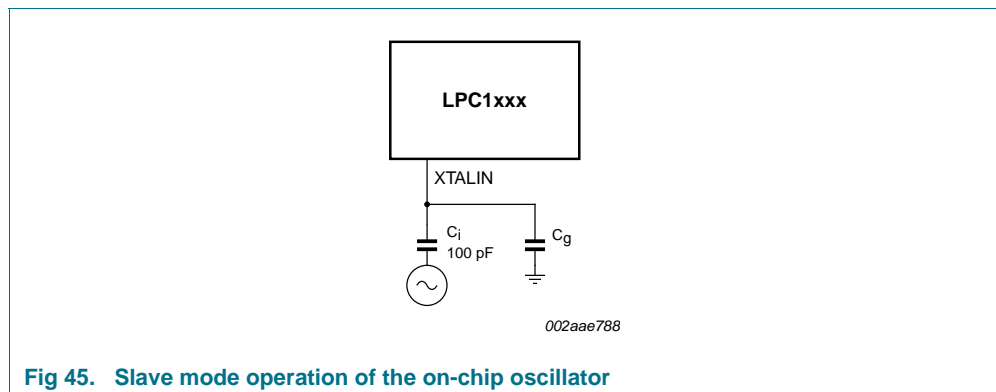 LPC1xxx
XTALIN
Ci
100 pF
Cg
002aae788
Fig 45. Slave mode operation of the on-chip oscillator